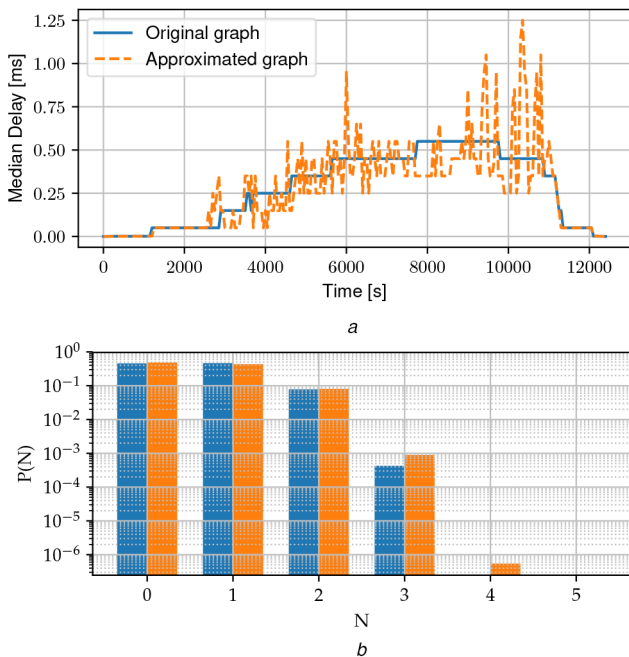 1.25
1.00
0.75
0.50
0.25
0.00
Median Delay [ms]
Original graph
Approximated graph
0 2000 4000 6000 8000 10000 12000
Time [s]
a
10⁰
10⁻¹
10⁻²
10⁻³
10⁻⁴
10⁻⁵
10⁻⁶
P(N)
0 1 2 3 4 5
N
b